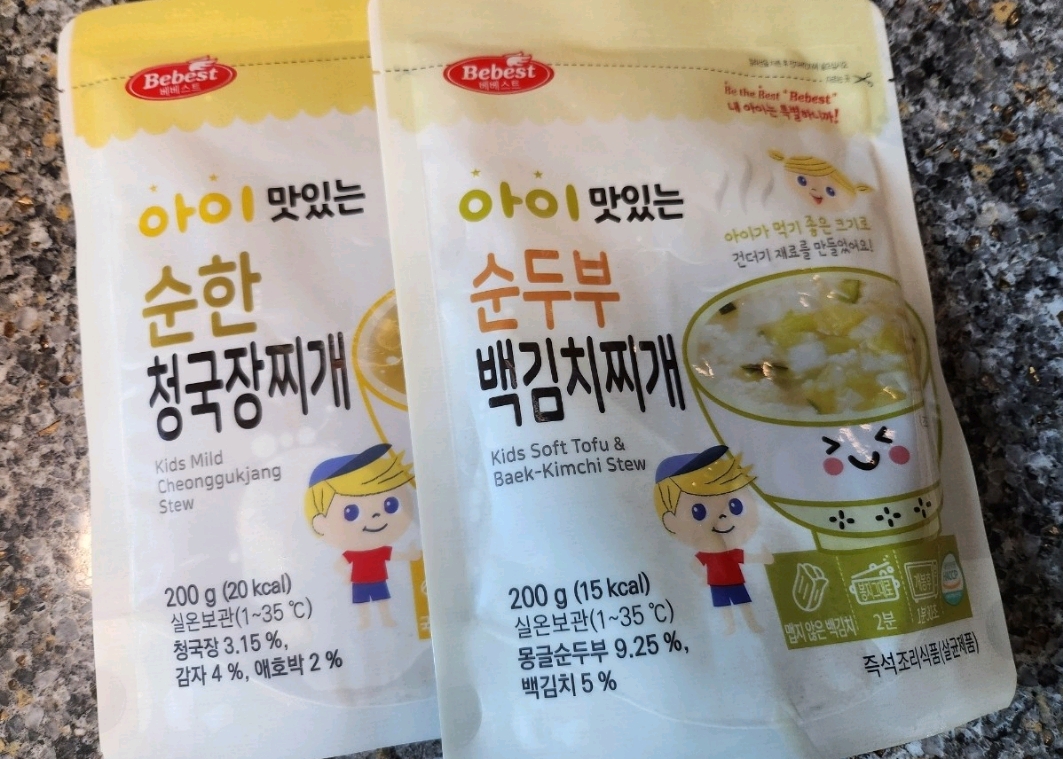 Bebest
베베스트
아이 맛있는
순한
청국장찌개
Kids Mild
Cheonggukjang
Stew
200 g (20 kcal)
실온보관(1~35 ℃)
청국장 3.15 %,
감자 4 %, 애호박 2 %
Bebest
베베스트
Be the Best "Bebest"
내 아이는 특별하니까!
아이 맛있는
순두부
백김치찌개
아이가 먹기 좋은 크기로
건더기 재료를 만들었어요!
Kids Soft Tofu &
Baek-Kimchi Stew
200 g (15 kcal)
실온보관(1~35 ℃)
몽글순두부 9.25 %,
백김치 5 %
맵지 않은 백김치
2분
즉석조리식품(살균제품)